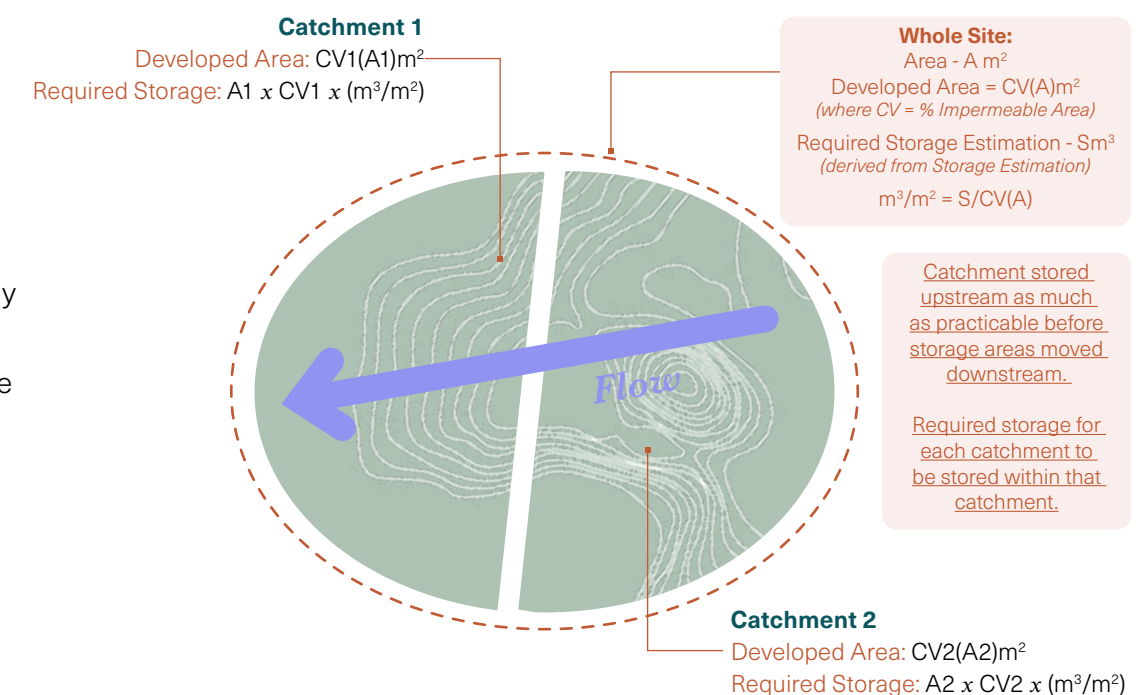 Catchment 1
Developed Area: CV1(A1)m²
Required Storage: A1 x CV1 x (m³/m²)
Whole Site:
Area - A m²
Developed Area = CV(A)m²
(where CV = % Impermeable Area)
Required Storage Estimation - Sm³
(derived from Storage Estimation)
m³/m² = S/CV(A)
y
e
Catchment stored
upstream as much
as practicable before
storage areas moved
downstream.
Required storage for
each catchment to
be stored within that
catchment.
Flow
Catchment 2
Developed Area: CV2(A2)m²
Required Storage: A2 x CV2 x (m³/m²)